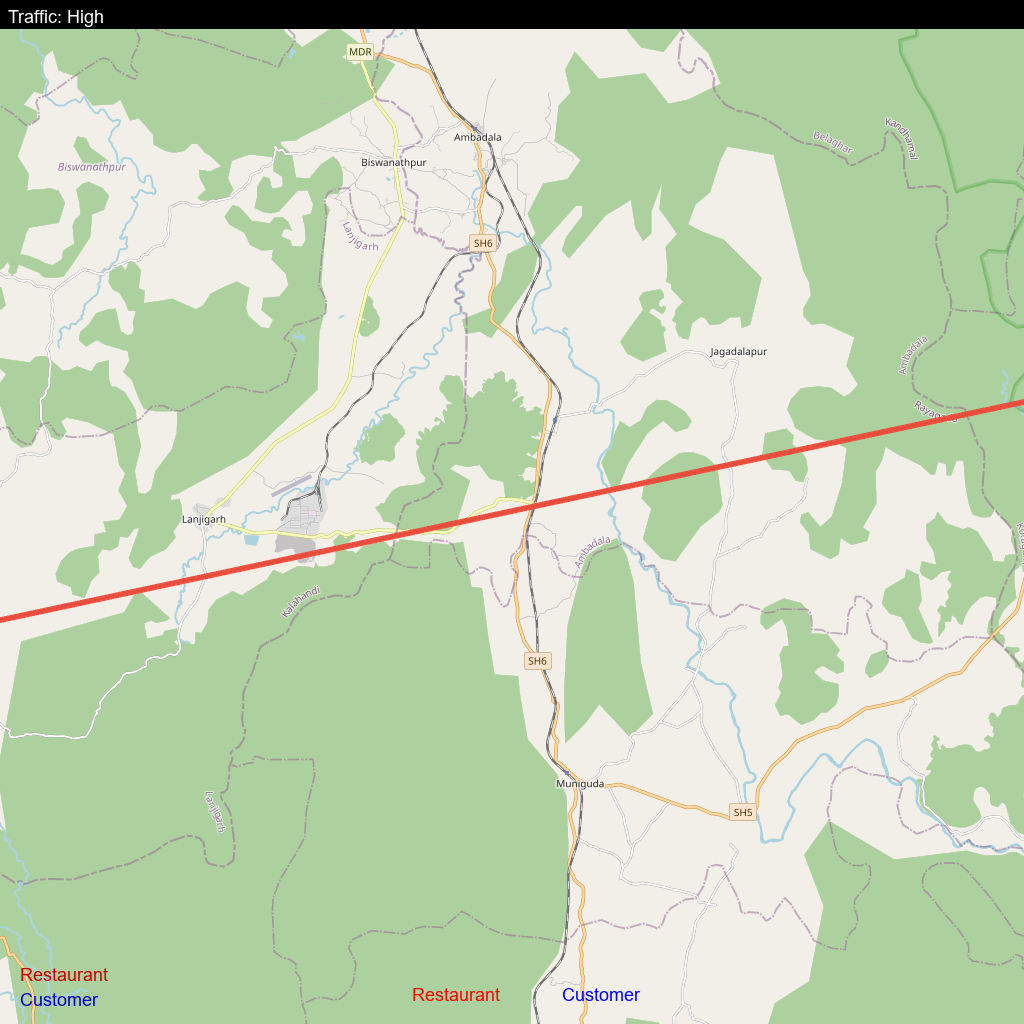 Traffic: High
MDR
Ambadala
Belaghar
Kandhamal
Biswanathpur
Biswanathpur
Lanjigarh
SH6
Ambadala
Jagadalapur
Lanjigarh
Ambadala
Kalahandi
SH6
Muniguda
Lanjigarh
SH5
Restaurant
Customer
Restaurant
Customer